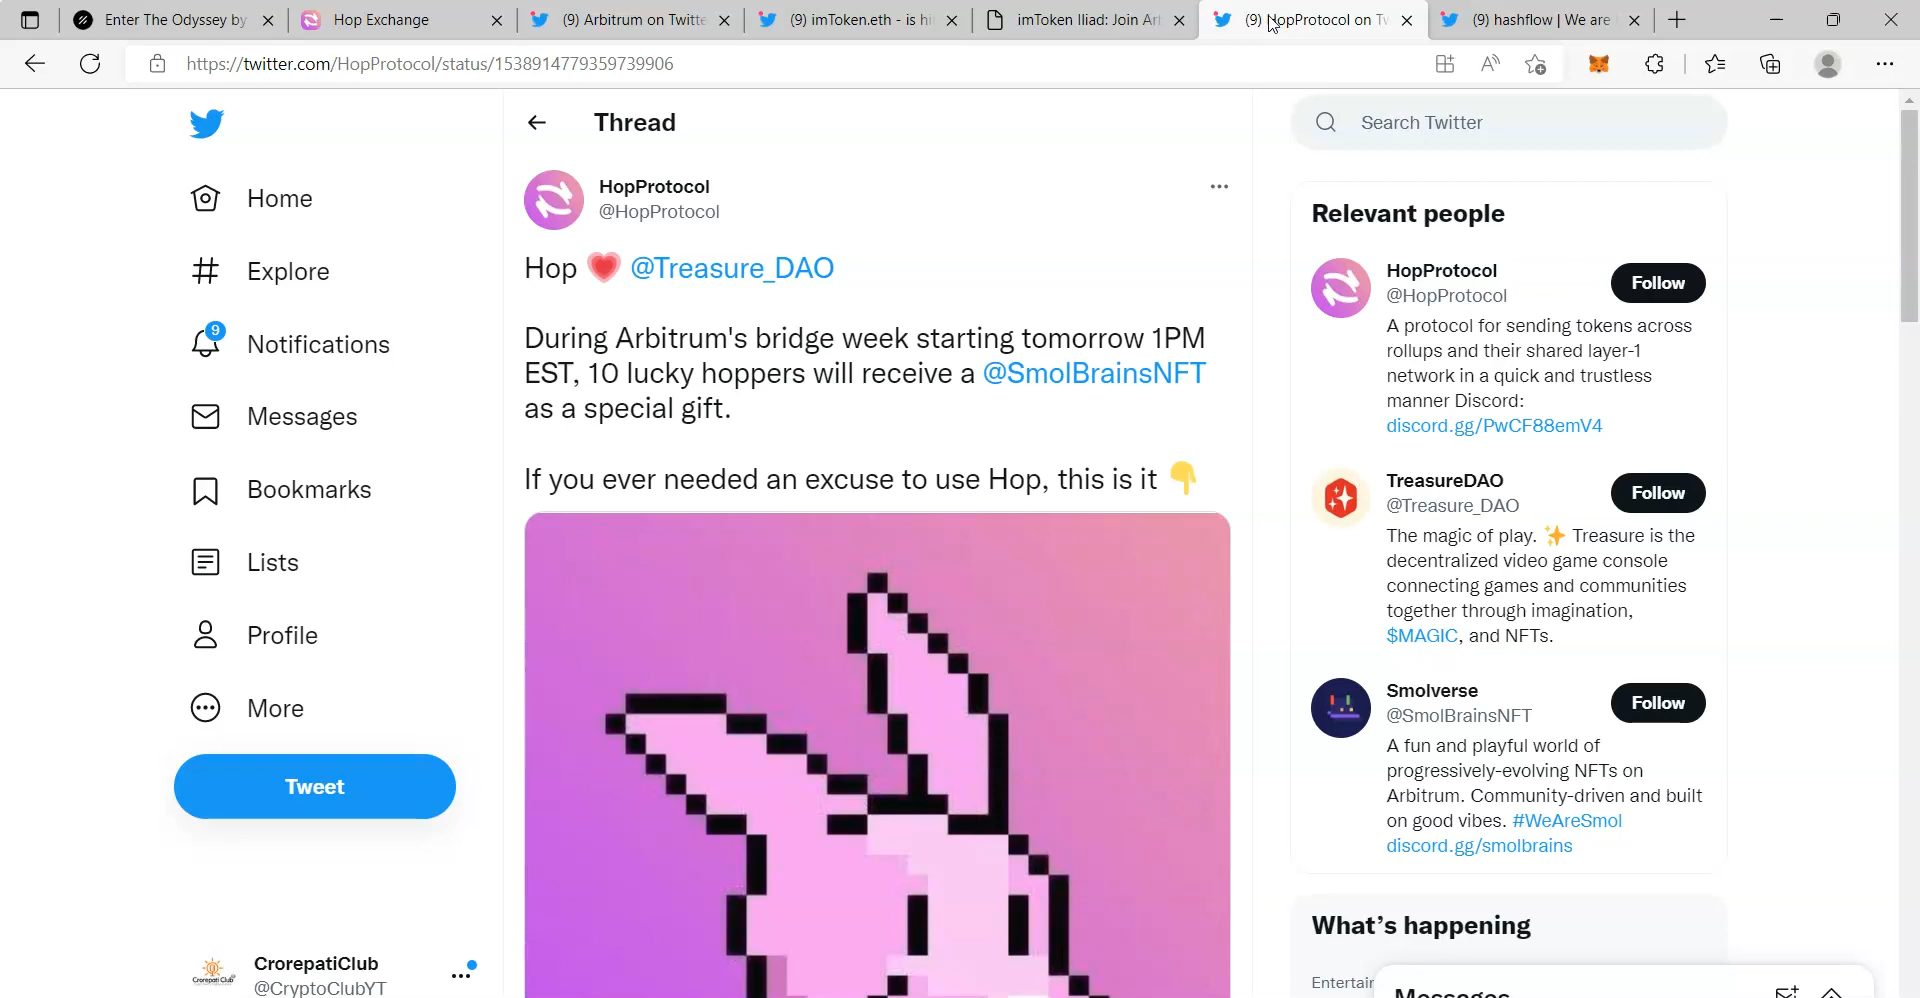 Enter The Odyssey by
Hop Exchange
(9) Arbitrum on Twitte
(9) imToken.eth - is hi
imToken Iliad: Join Ar
(9) HopProtocol on Tw
(9) hashflow | We are
https://twitter.com/HopProtocol/status/1538914779359739906
Home
Explore
9
Notifications
Messages
Bookmarks
Lists
Profile
More
Tweet
Crorepati Club
CrorepatiClub
@CryptoClubYT
Thread
HopProtocol
@HopProtocol
Hop ❤️ @Treasure_DAO
During Arbitrum's bridge week starting tomorrow 1PM
EST, 10 lucky hoppers will receive a @SmolBrainsNFT
as a special gift.
If you ever needed an excuse to use Hop, this is it 👇
Search Twitter
Relevant people
HopProtocol
@HopProtocol
Follow
A protocol for sending tokens across
rollups and their shared layer-1
network in a quick and trustless
manner Discord:
discord.gg/PwCF88emV4
TreasureDAO
@Treasure_DAO
Follow
The magic of play. ✨ Treasure is the
decentralized video game console
connecting games and communities
together through imagination,
$MAGIC, and NFTs.
Smolverse
@SmolBrainsNFT
Follow
A fun and playful world of
progressively-evolving NFTs on
Arbitrum. Community-driven and built
on good vibes. #WeAreSmol
discord.gg/smolbrains
What's happening
Entertain
Messages